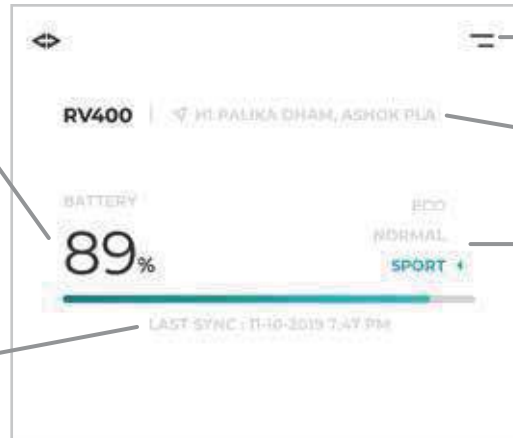 RV400 H1 PALIKA DHAM, ASHOK PLA
BATTERY
89%
ECO
NORMAL
SPORT
LAST SYNC : 11-10-2019 7.47 PM